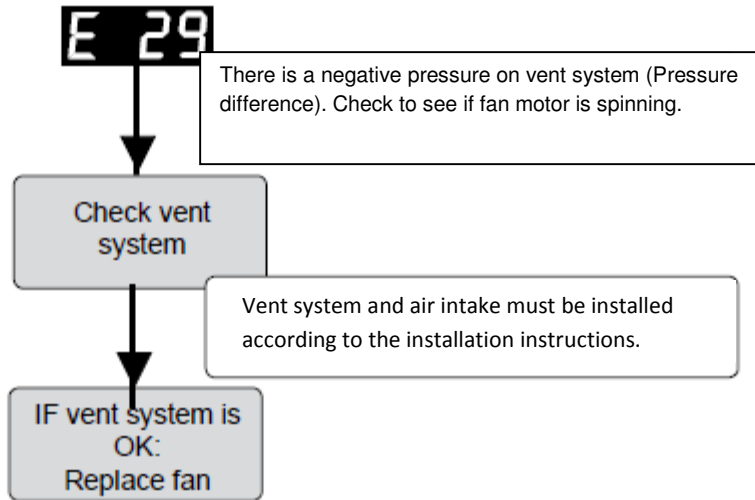 E 29
There is a negative pressure on vent system (Pressure
difference). Check to see if fan motor is spinning.
Check vent
system
Vent system and air intake must be installed
according to the installation instructions.
IF vent system is
OK:
Replace fan